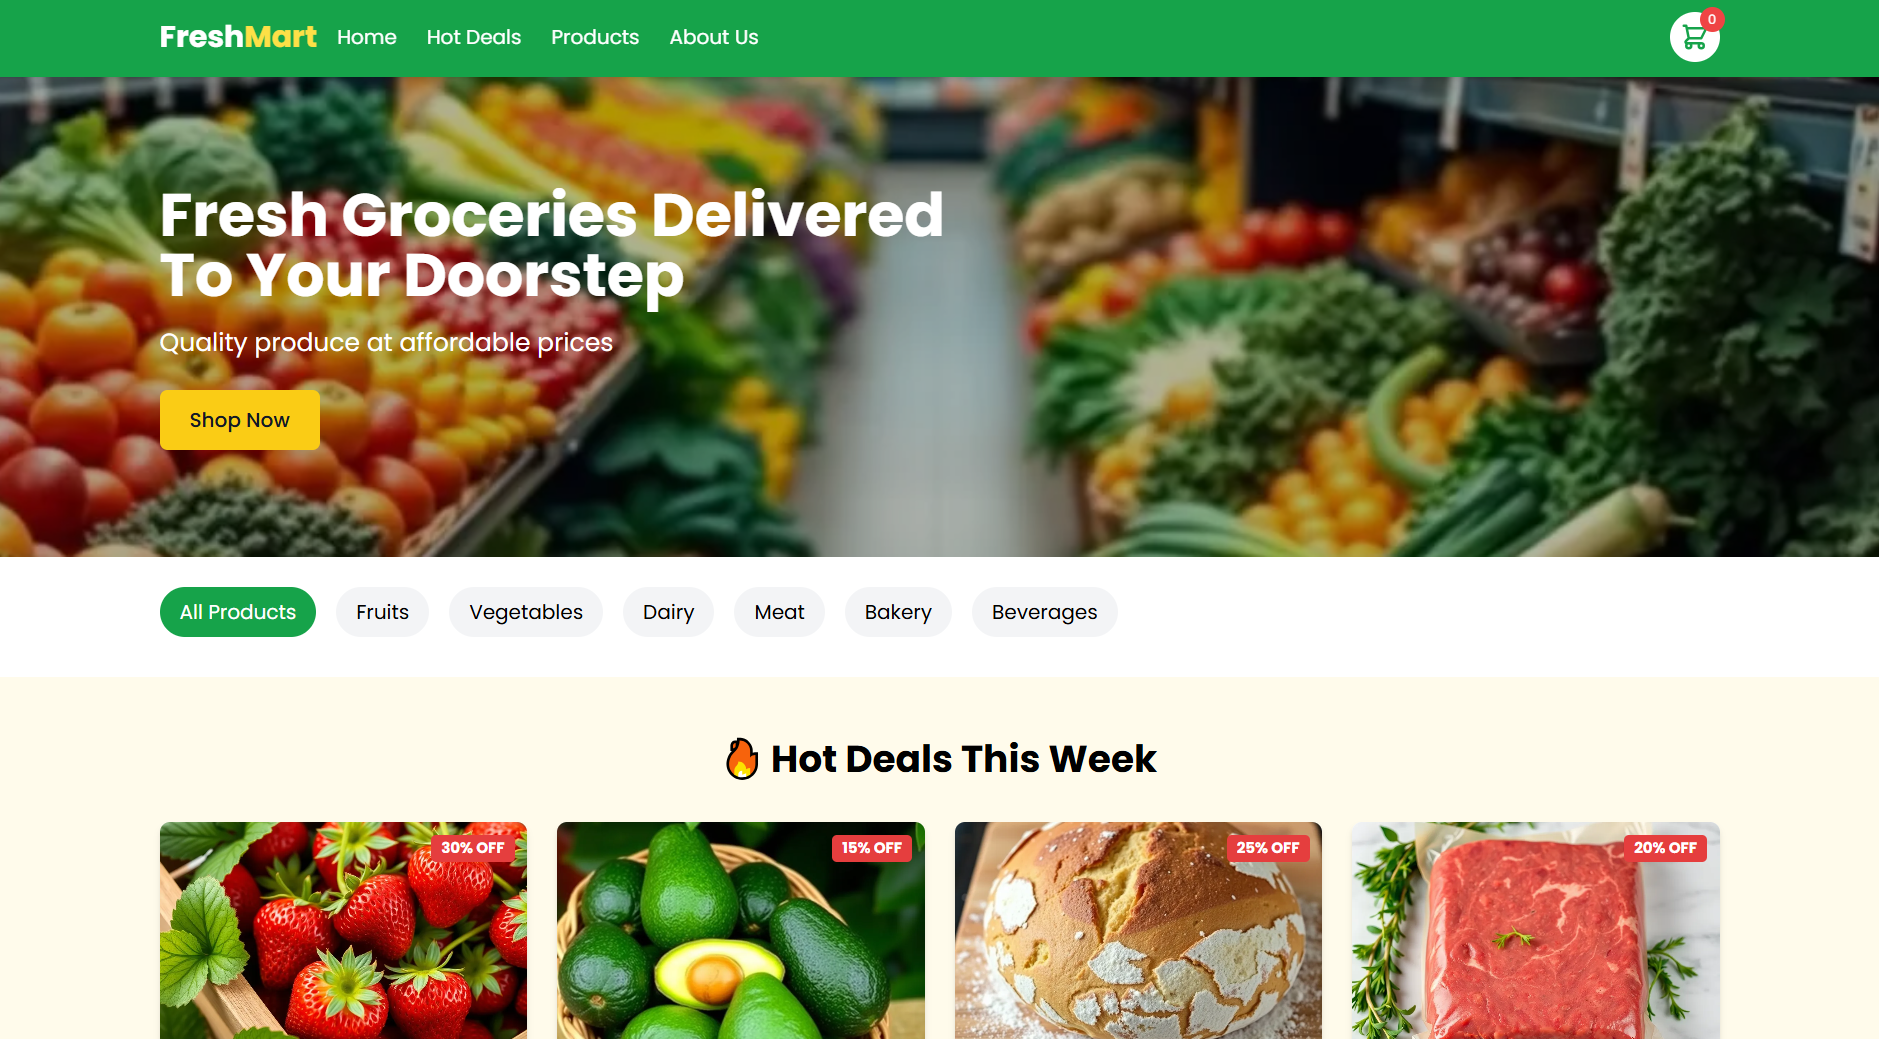 FreshMart Home Hot Deals Products About Us 0
Fresh Groceries Delivered
To Your Doorstep
Quality produce at affordable prices
Shop Now
All Products Fruits Vegetables Dairy Meat Bakery Beverages
🔥 Hot Deals This Week
30% OFF 15% OFF 25% OFF 20% OFF